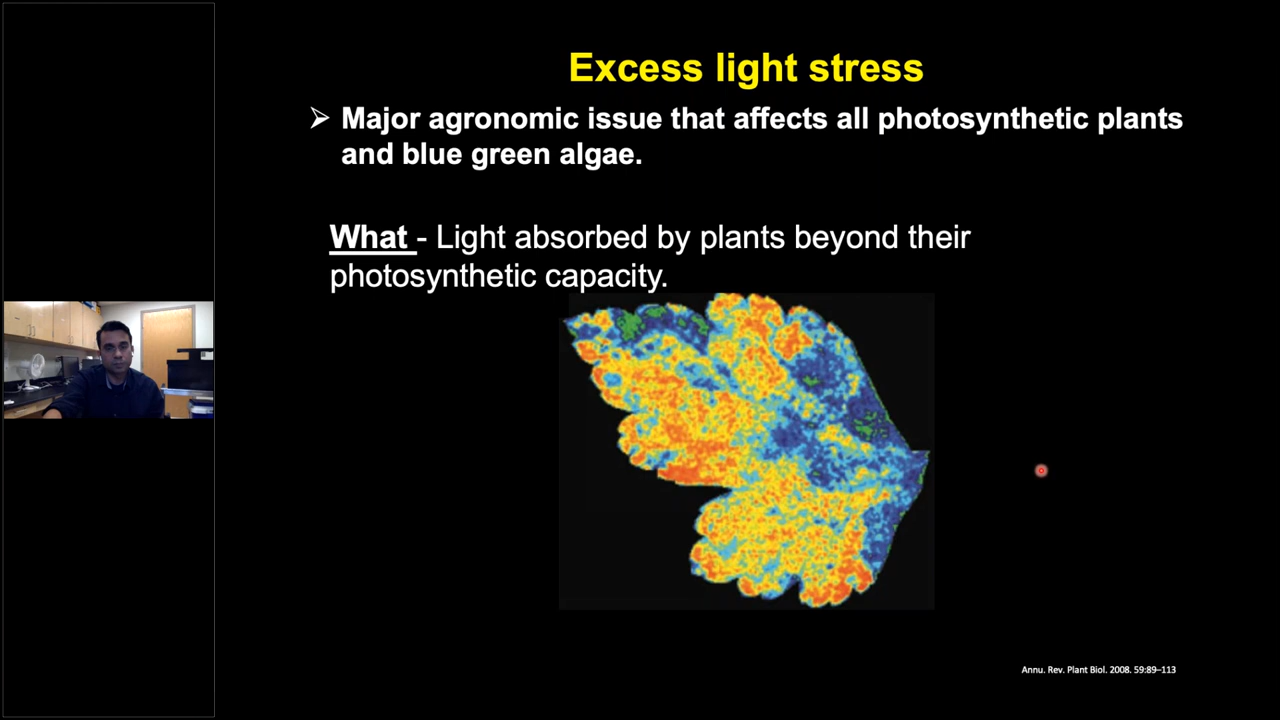 Excess light stress
➢ Major agronomic issue that affects all photosynthetic plants
and blue green algae.
What - Light absorbed by plants beyond their
photosynthetic capacity.
Annu. Rev. Plant Biol. 2008. 59:89–113